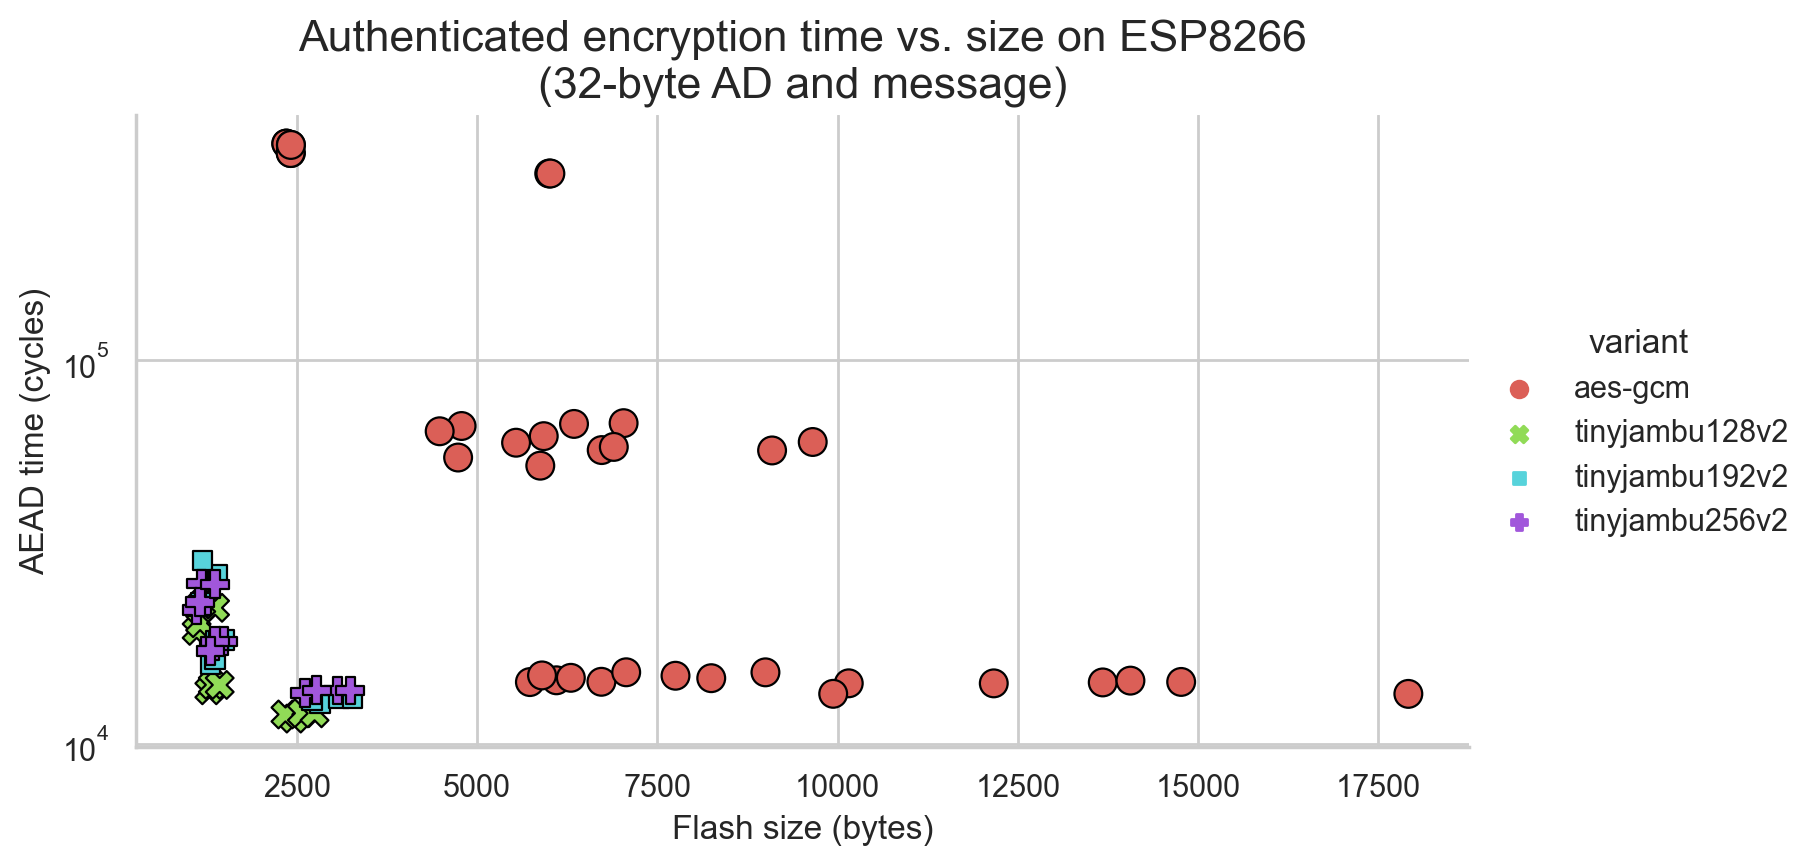 Authenticated encryption time vs. size on ESP8266
(32-byte AD and message)
AEAD time (cycles)
10^5
10^4
2500 5000 7500 10000 12500 15000 17500
Flash size (bytes)
variant
aes-gcm
tinyjambu128v2
tinyjambu192v2
tinyjambu256v2